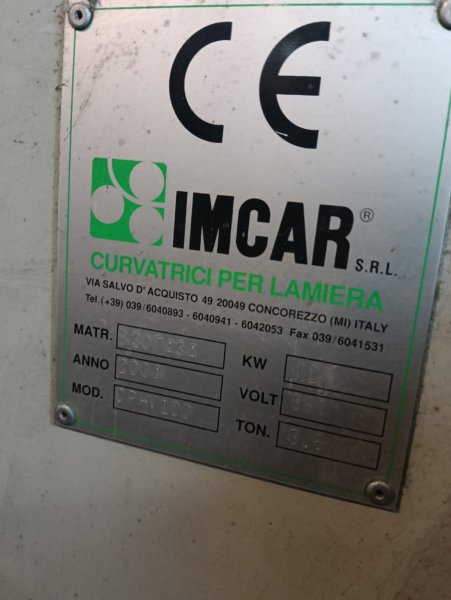 CE
IMCAR® S.R.L.
CURVATRICI PER LAMIERA
VIA SALVO D' ACQUISTO 49 20049 CONCOREZZO (MI) ITALY
Tel.(+39) 039/6040893 - 6040941 - 6042053 Fax 039/6041531
MATR.
KW
ANNO
VOLT
MOD.
TON.